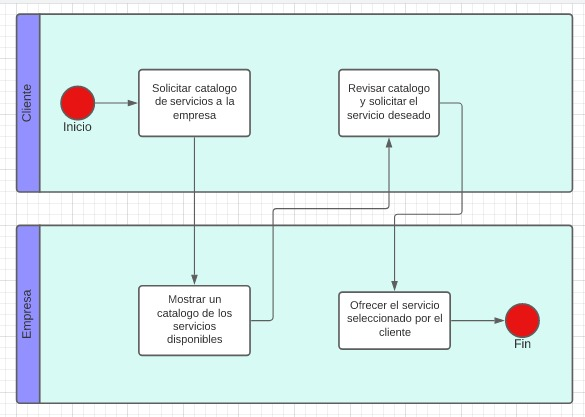 Cliente
Inicio
Solicitar catalogo
de servicios a la
empresa
Revisar catalogo
y solicitar el
servicio deseado
Empresa
Mostrar un
catalogo de los
servicios
disponibles
Ofrecer el servicio
seleccionado por el
cliente
Fin